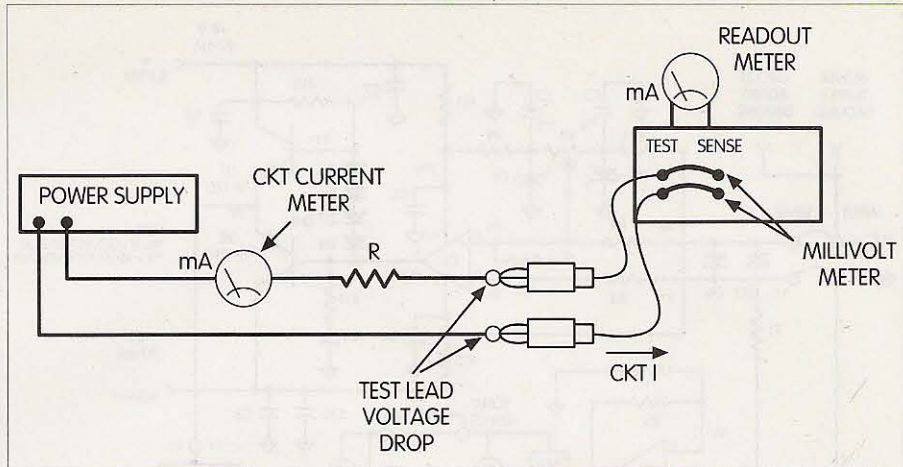 READOUT
METER
mA
TEST SENSE
CKT CURRENT
METER
POWER SUPPLY
mA
R
MILLIVOLT
METER
TEST LEAD
VOLTAGE
DROP
CKT I